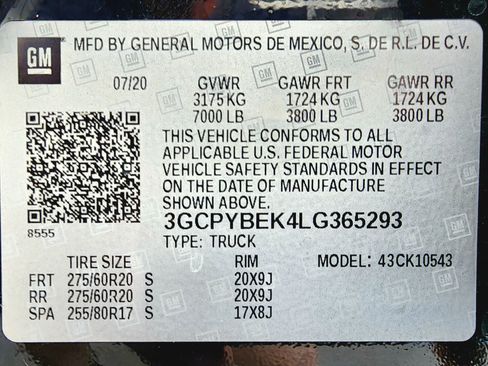 GM MFD BY GENERAL MOTORS DE MEXICO, S. DE R.L. DE C.V.
07/20 GVWR GAWR FRT GAWR RR
3175 KG 1724 KG 1724 KG
7000 LB 3800 LB 3800 LB
THIS VEHICLE CONFORMS TO ALL
APPLICABLE U.S. FEDERAL MOTOR
VEHICLE SAFETY STANDARDS IN EFFECT
ON THE DATE OF MANUFACTURE
SHOWN ABOVE.
8555 3GCPYBEK4LG365293
TYPE: TRUCK
TIRE SIZE RIM MODEL: 43CK10543
FRT 275/60R20 S 20X9J
RR 275/60R20 S 20X9J
SPA 255/80R17 S 17X8J